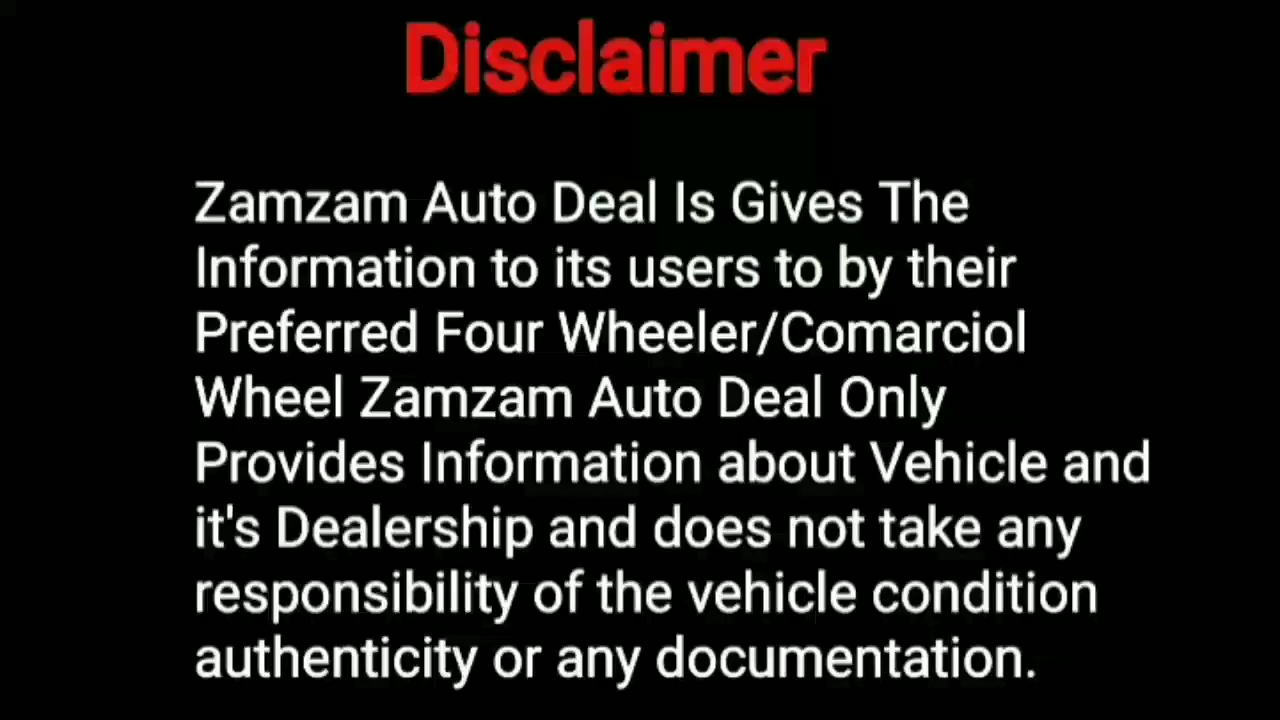 Disclaimer
Zamzam Auto Deal Is Gives The
Information to its users to by their
Preferred Four Wheeler/Comarciol
Wheel Zamzam Auto Deal Only
Provides Information about Vehicle and
it's Dealership and does not take any
responsibility of the vehicle condition
authenticity or any documentation.